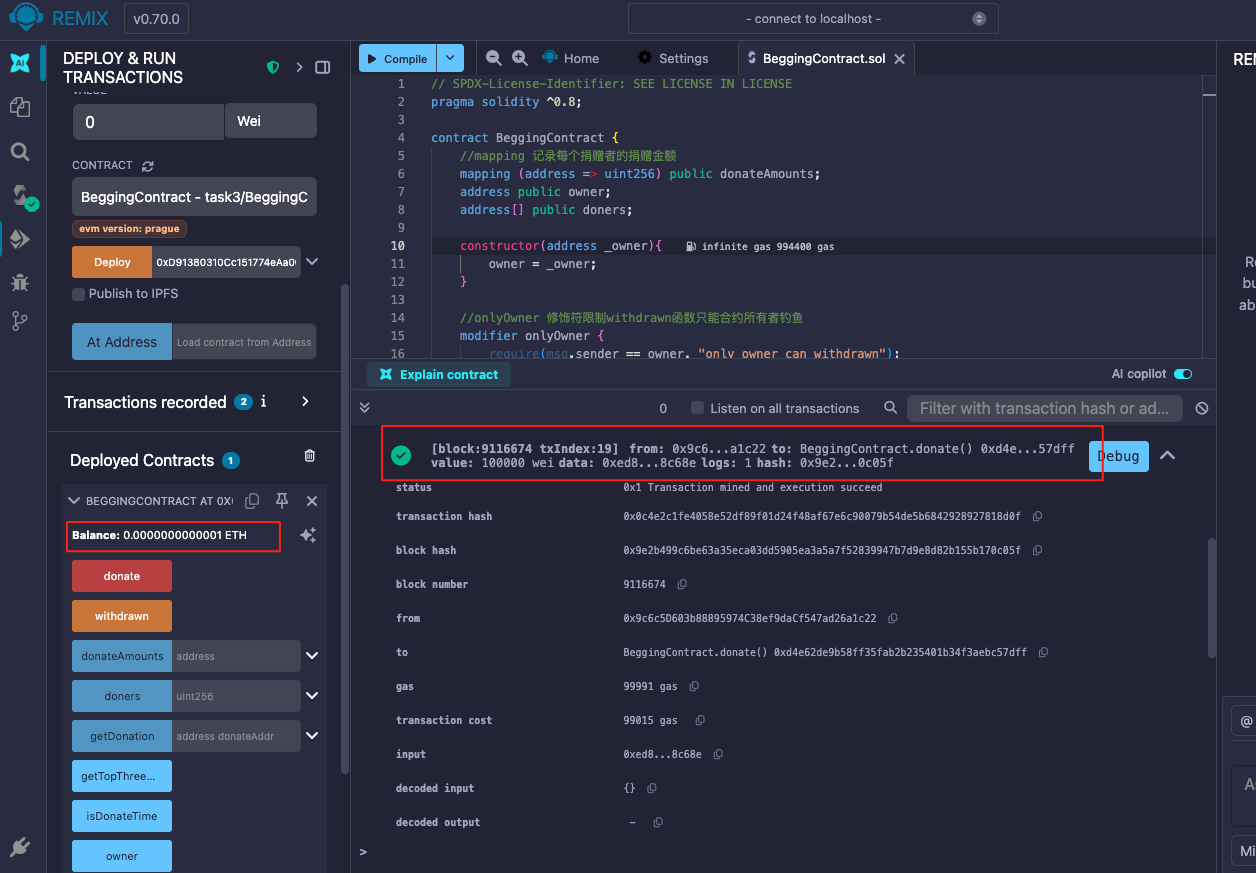 REMIX
v0.70.0
- connect to localhost -
DEPLOY & RUN
TRANSACTIONS
VALUE
0
Wei
CONTRACT
BeggingContract - task3/BeggingC
evm version: prague
Deploy
0xD91380310Cc151774eAa0
Publish to IPFS
At Address
Load contract from Address
Transactions recorded 2 i
Deployed Contracts 1
BEGGINGCONTRACT AT 0X
Balance: 0.0000000000001 ETH
donate
withdrawn
donateAmounts
address
doners
uint256
getDonation
address donateAddr
getTopThree...
isDonateTime
owner
Compile
Home
Settings
BeggingContract.sol
1 // SPDX-License-Identifier: SEE LICENSE IN LICENSE
2 pragma solidity ^0.8;
3
4 contract BeggingContract {
5 //mapping 记录每个捐赠者的捐赠金额
6 mapping (address => uint256) public donateAmounts;
7 address public owner;
8 address[] public doners;
9
10 constructor(address _owner){ infinite gas 994400 gas
11 owner = _owner;
12 }
13
14 //onlyOwner 修饰符限制withdrawn函数只能合约所有者钓鱼
15 modifier onlyOwner {
16 require(msg.sender == owner, "only owner can withdrawn");
Explain contract
AI copilot
0
Listen on all transactions
Filter with transaction hash or ad...
[block:9116674 txIndex:19] from: 0x9c6...a1c22 to: BeggingContract.donate() 0xd4e...57dff
value: 100000 wei data: 0xed8...8c68e logs: 1 hash: 0x9e2...0c05f
Debug
status 0x1 Transaction mined and execution succeed
transaction hash 0x0c4e2c1fe4058e52df89f01d24f48af67e6c90079b54de5b6842928927818d0f
block hash 0x9e2b499c6be63a35eca03dd5905ea3a5a7f52839947b7d9e8d82b155b170c05f
block number 9116674
from 0x9c6c5D603b88895974C38ef9daCf547ad26a1c22
to BeggingContract.donate() 0xd4e62de9b58ff35fab2b235401b34f3aebc57dff
gas 99991 gas
transaction cost 99015 gas
input 0xed8...8c68e
decoded input {}
decoded output -
>
RE
R
bu
ab
@
As
Mi